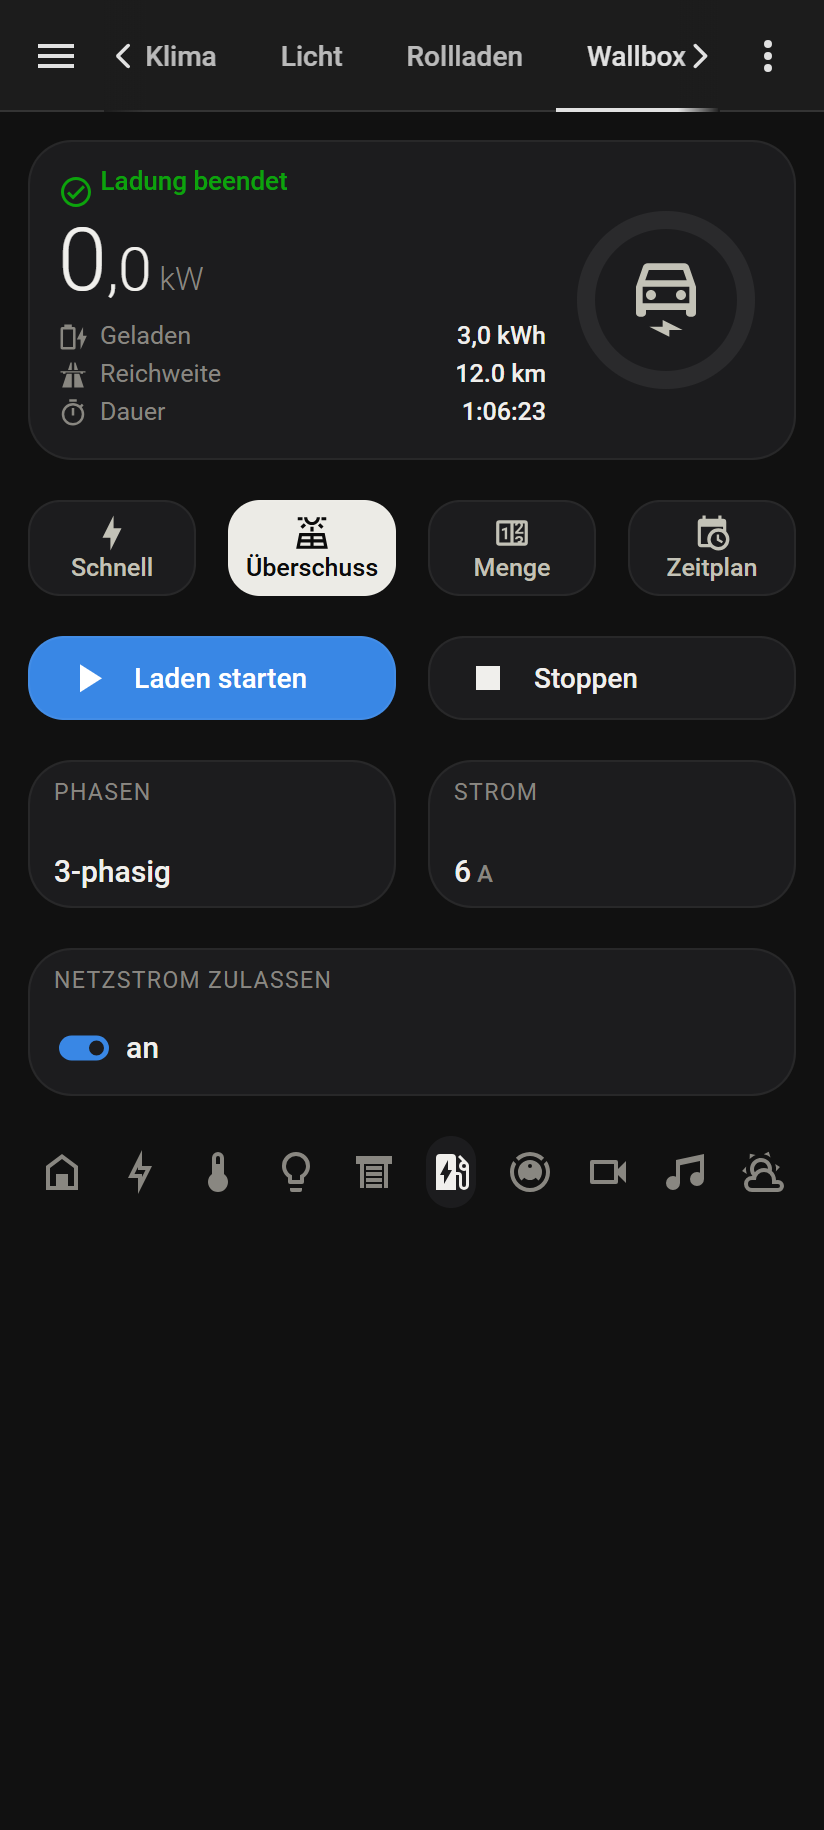 Klima Licht Rollladen Wallbox
Ladung beendet
0,0 kW
Geladen 3,0 kWh
Reichweite 12.0 km
Dauer 1:06:23
Schnell Überschuss Menge Zeitplan
Laden starten Stoppen
PHASEN STROM
3-phasig 6 A
NETZSTROM ZULASSEN
an